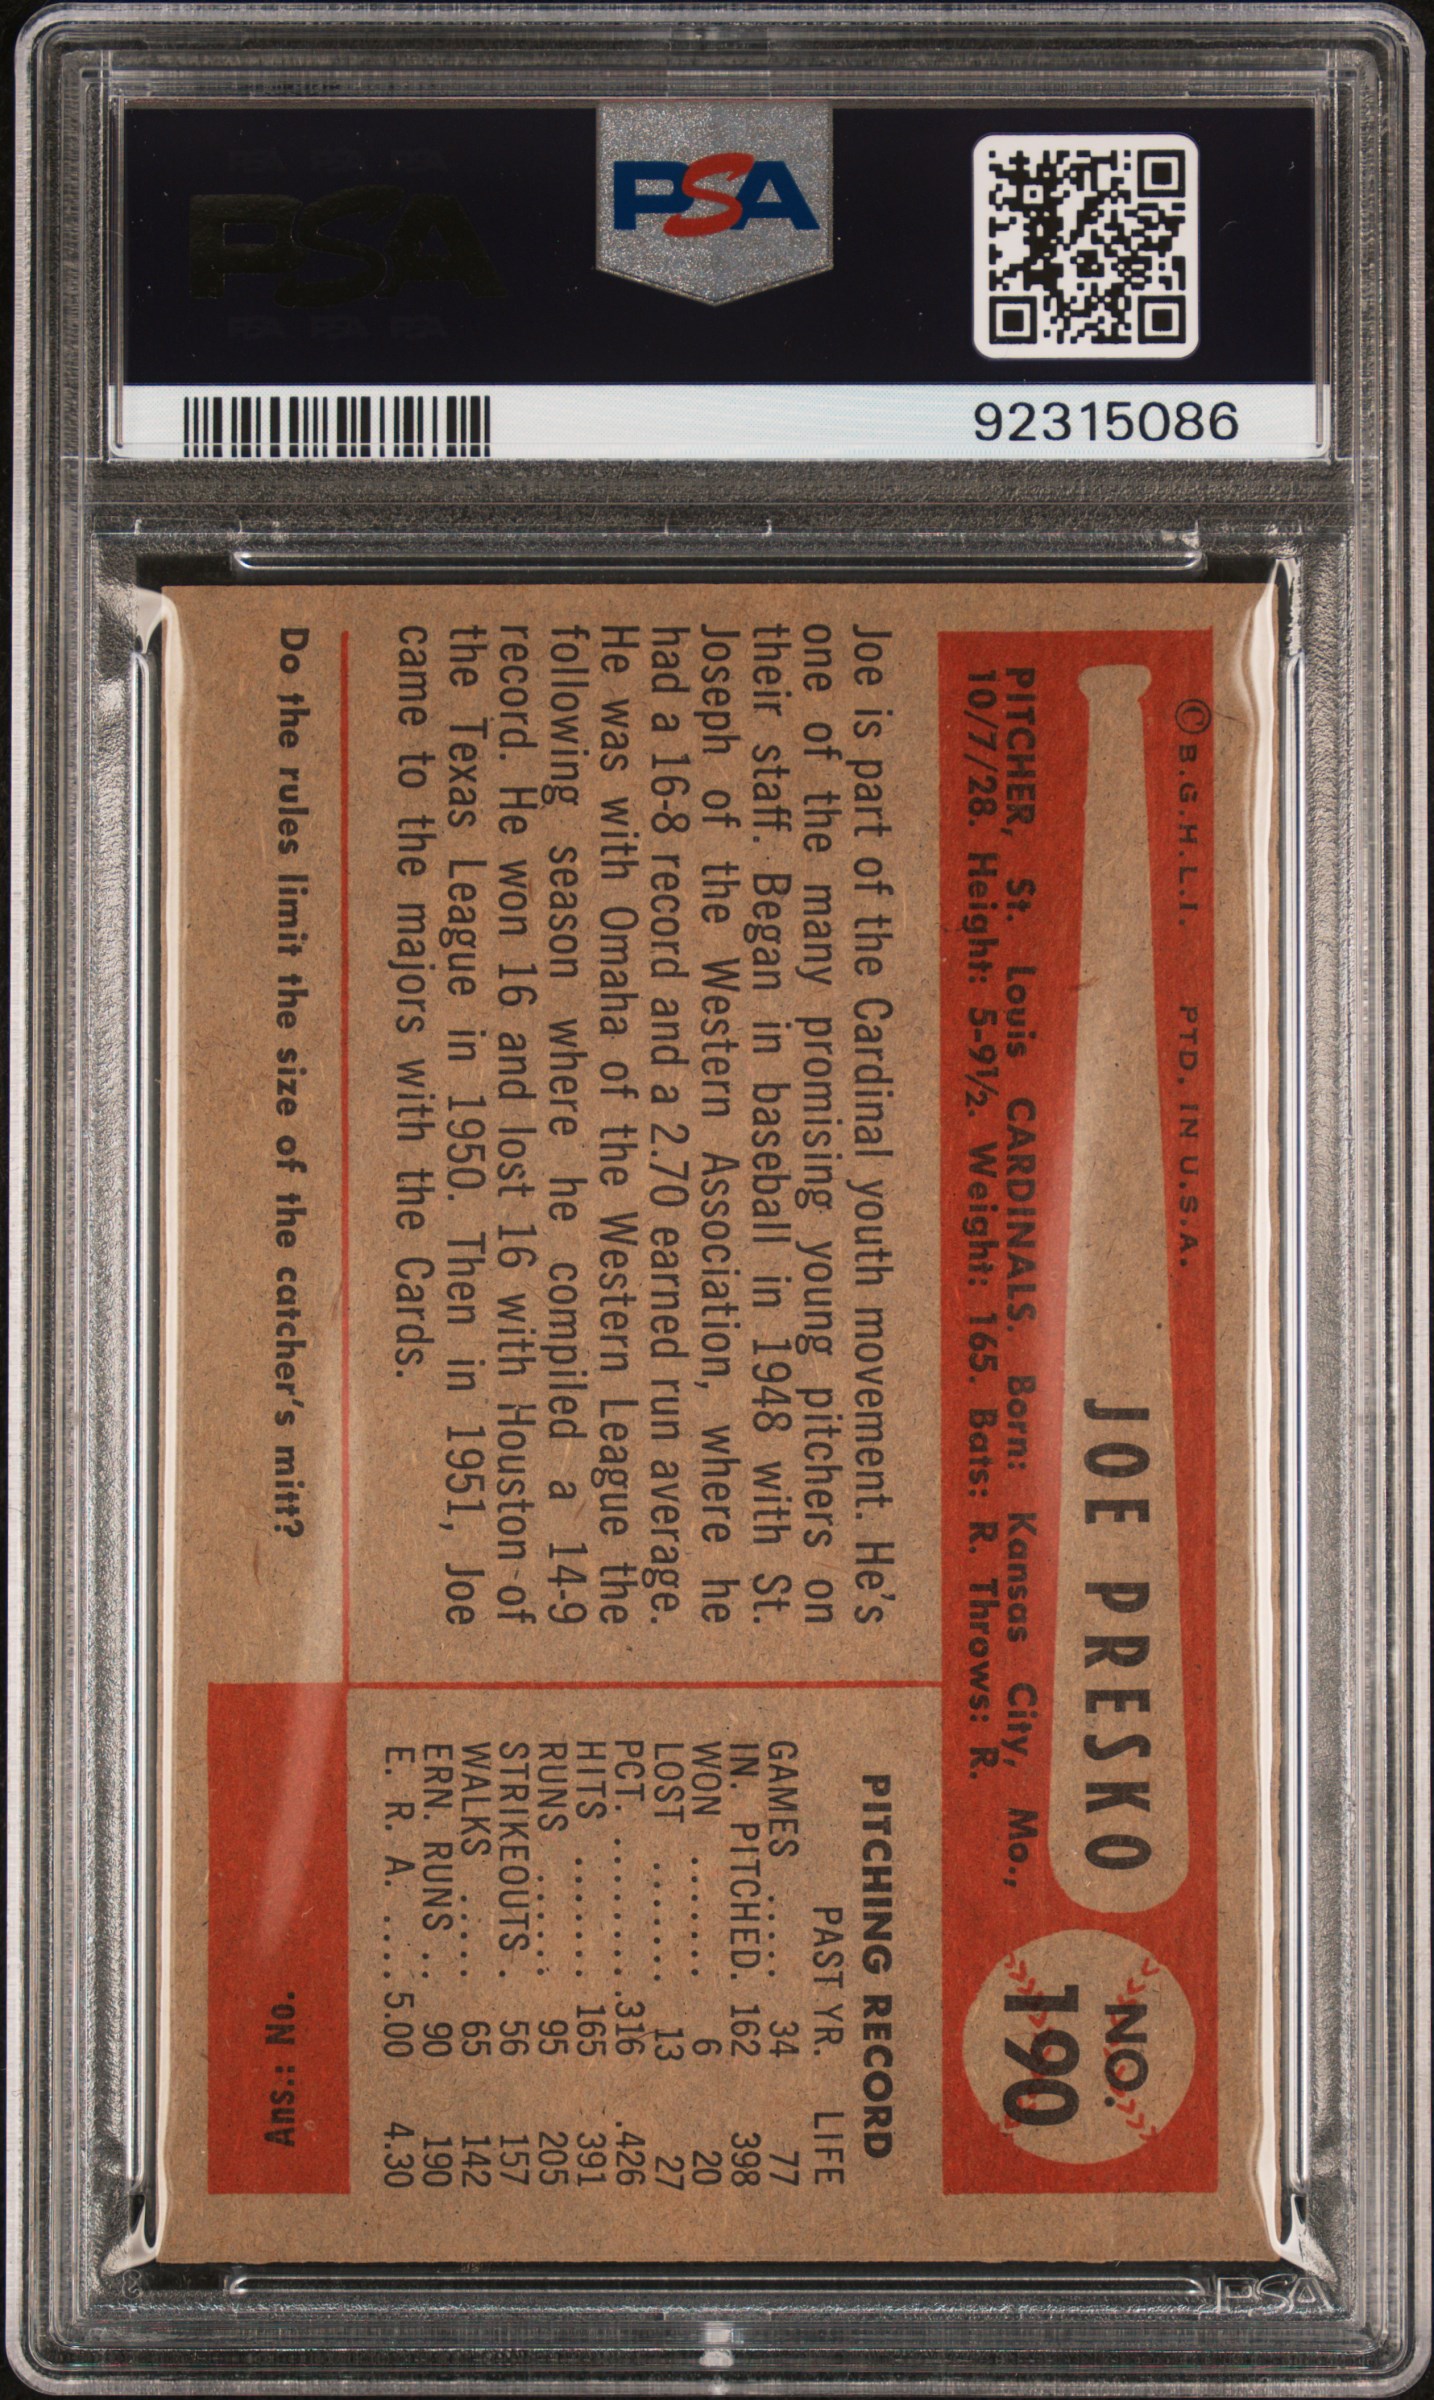 PSA
PSA
92315086
© B.G.H.L.I. PTD. IN U.S.A.
JOE PRESKO
NO.
190
PITCHER, St. Louis CARDINALS. Born: Kansas City, Mo.,
10/7/28. Height: 5-9½. Weight: 165. Bats: R. Throws: R.
Joe is part of the Cardinal youth movement. He's
one of the many promising young pitchers on
their staff. Began in baseball in 1948 with St.
Joseph of the Western Association, where he
had a 16-8 record and a 2.70 earned run average.
He was with Omaha of the Western League the
following season where he compiled a 14-9
record. He won 16 and lost 16 with Houston of
the Texas League in 1950. Then in 1951, Joe
came to the majors with the Cards.
PITCHING RECORD
PAST YR. LIFE
GAMES ..... 34 77
IN. PITCHED. 162 398
WON ....... 6 20
LOST ....... 13 27
PCT. ........ .316 .426
HITS ....... 165 391
RUNS ...... 95 205
STRIKEOUTS . 56 157
WALKS ..... 65 142
ERN. RUNS .. 90 190
E. R. A. .... 5.00 4.30
Do the rules limit the size of the catcher's mitt?
Ans.: No.
PSA